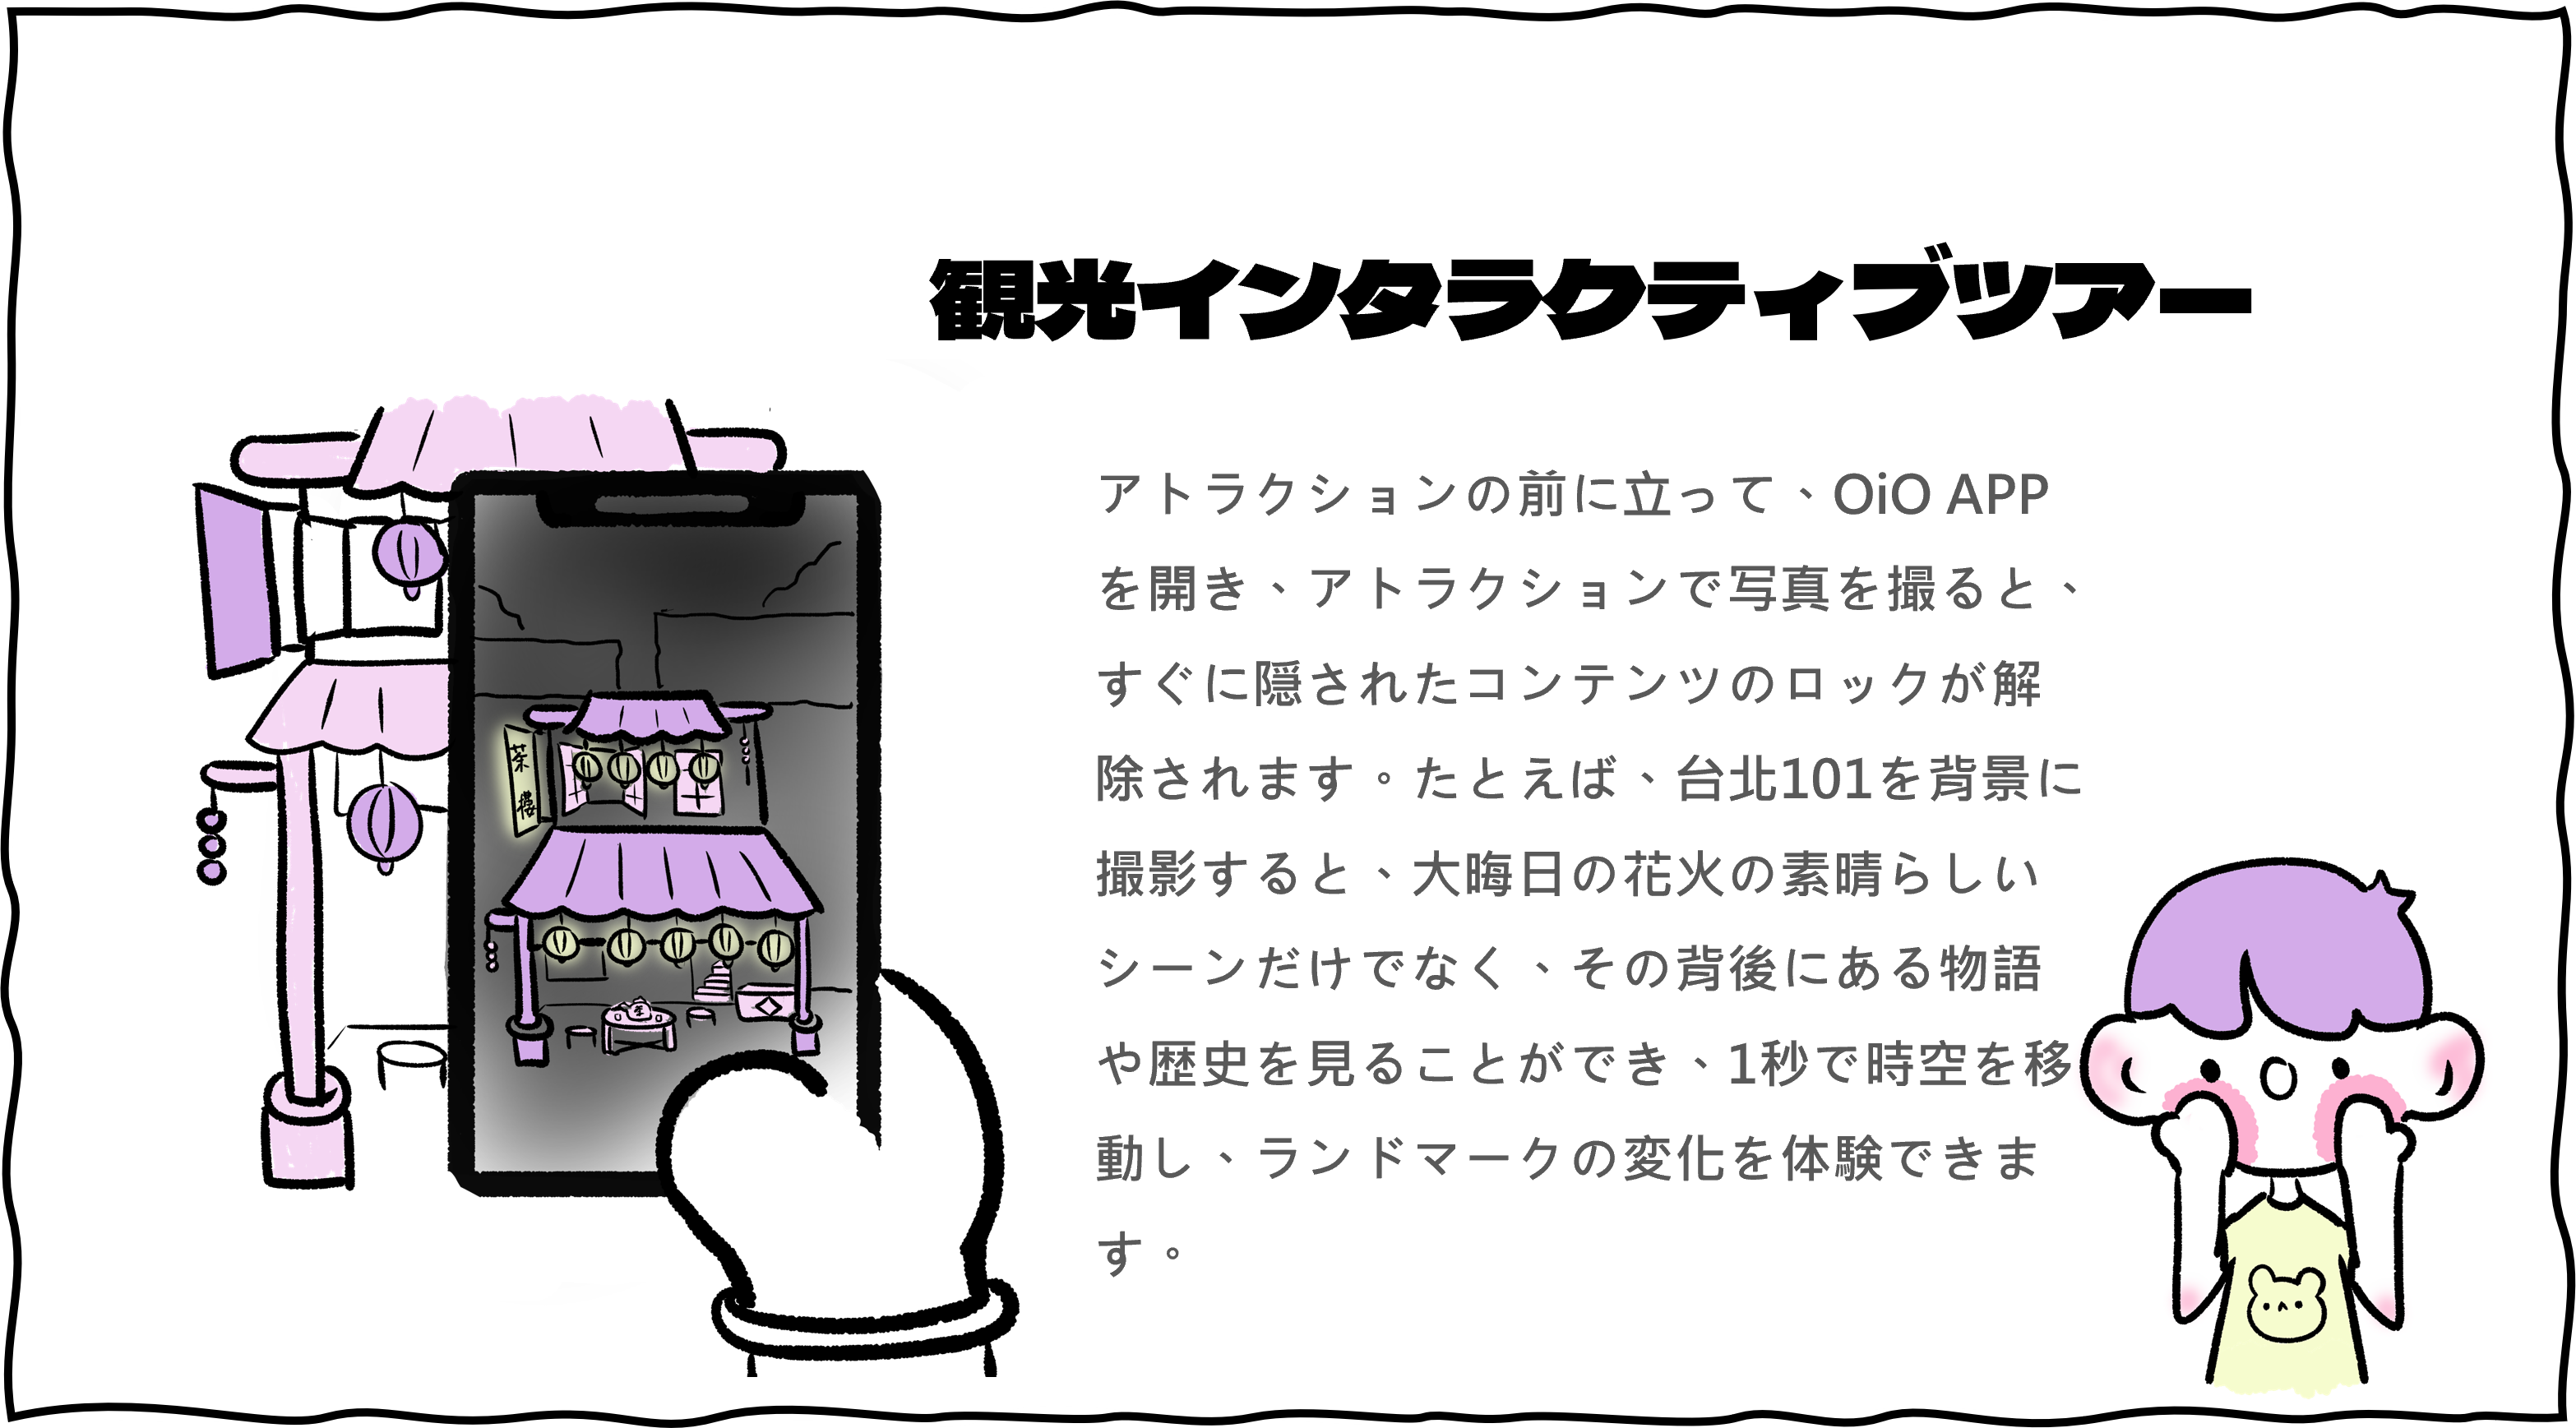 観光インタラクティブツアー
アトラクションの前に立って、OiO APP
を開き、アトラクションで写真を撮ると、
すぐに隠されたコンテンツのロックが解
除されます。たとえば、台北101を背景に
撮影すると、大晦日の花火の素晴らしい
シーンだけでなく、その背後にある物語
や歴史を見ることができ、1秒で時空を移
動し、ランドマークの変化を体験できま
す。
茶樓